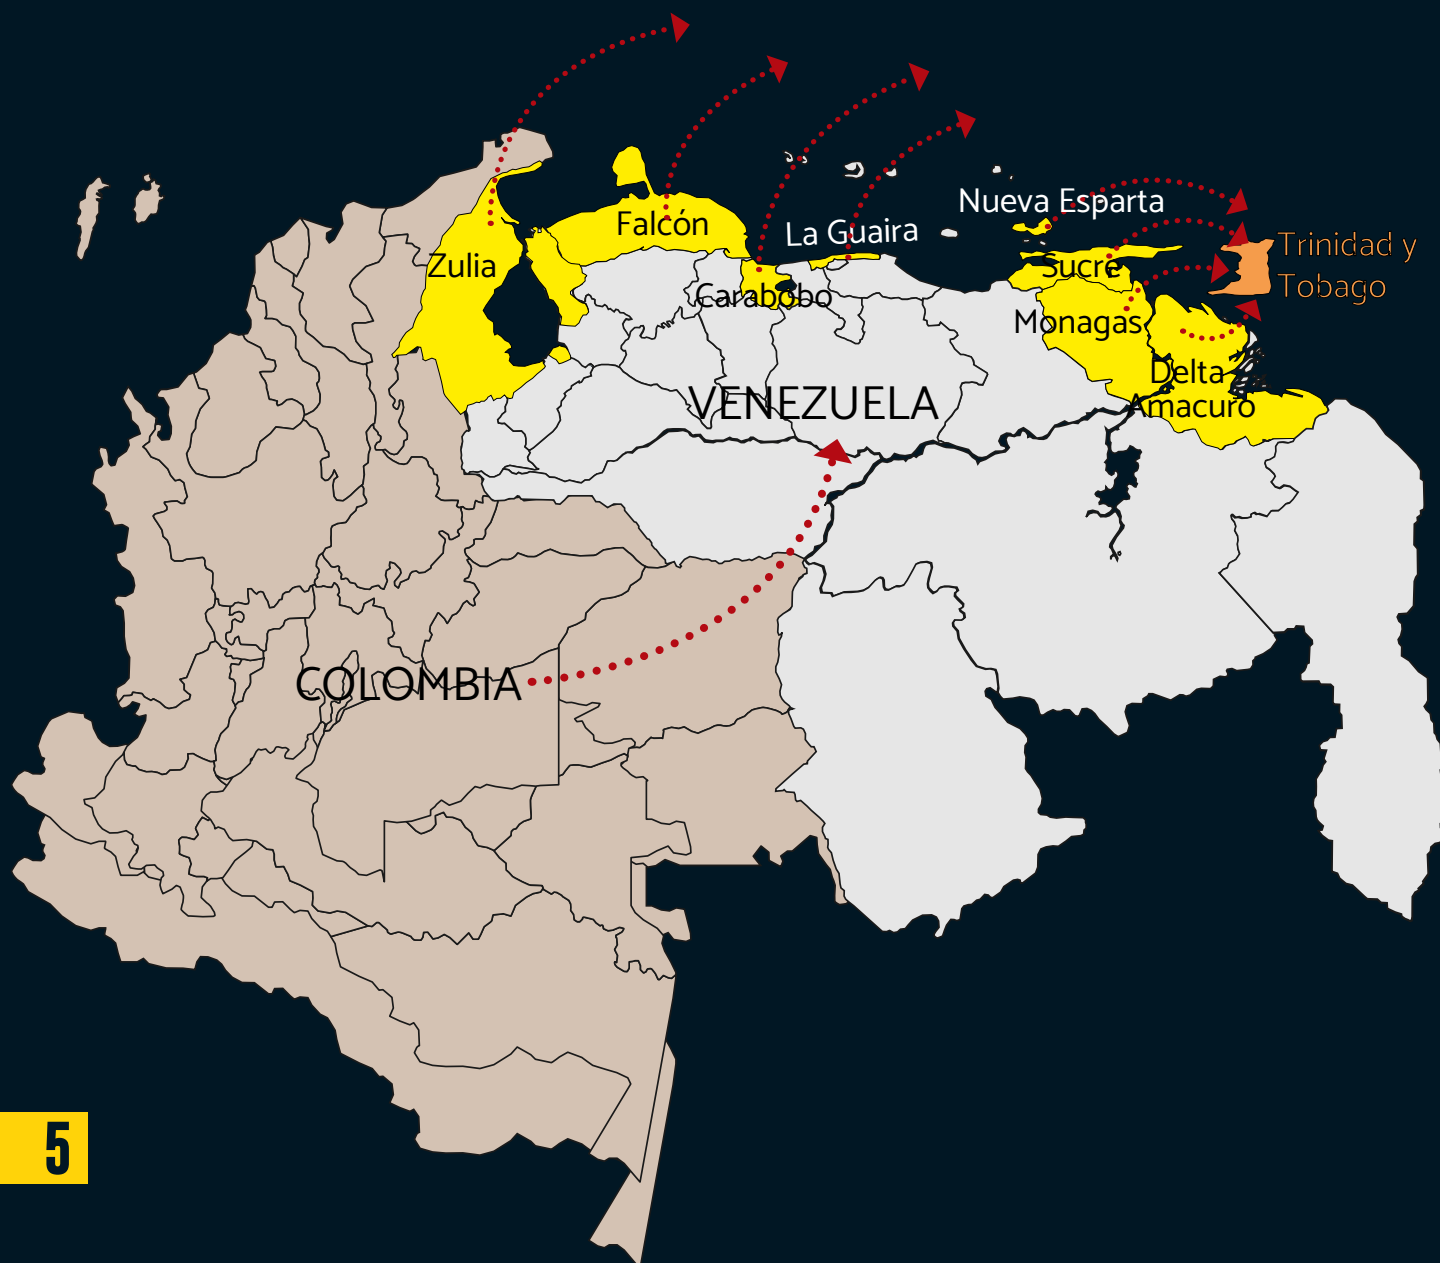 Nueva Esparta
Falcón
La Guaira
Trinidad y
Tobago
Zulia
Sucre
Carabobo
Monagas
Delta
Amacuro
VENEZUELA
COLOMBIA
5